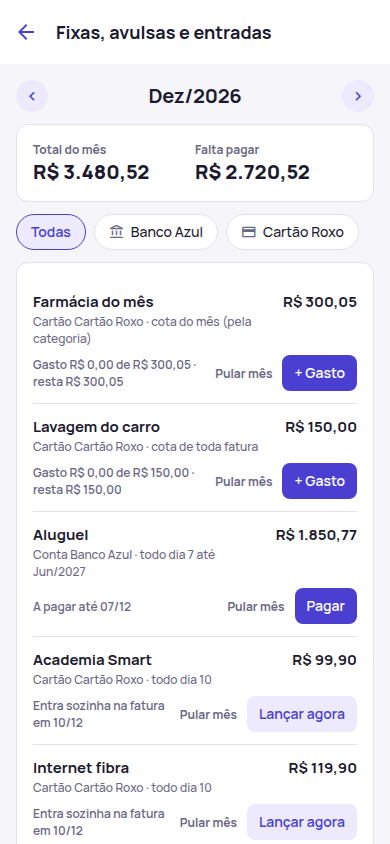 Fixas, avulsas e entradas
Dez/2026
Total do mês
R$ 3.480,52
Falta pagar
R$ 2.720,52
Todas
Banco Azul
Cartão Roxo
Farmácia do mês
R$ 300,05
Cartão Cartão Roxo · cota do mês (pela
categoria)
Gasto R$ 0,00 de R$ 300,05 ·
resta R$ 300,05
Pular mês
+ Gasto
Lavagem do carro
R$ 150,00
Cartão Cartão Roxo · cota de toda fatura
Gasto R$ 0,00 de R$ 150,00 ·
resta R$ 150,00
Pular mês
+ Gasto
Aluguel
R$ 1.850,77
Conta Banco Azul · todo dia 7 até
Jun/2027
A pagar até 07/12
Pular mês
Pagar
Academia Smart
R$ 99,90
Cartão Cartão Roxo · todo dia 10
Entra sozinha na fatura
em 10/12
Pular mês
Lançar agora
Internet fibra
R$ 119,90
Cartão Cartão Roxo · todo dia 10
Entra sozinha na fatura
em 10/12
Pular mês
Lançar agora